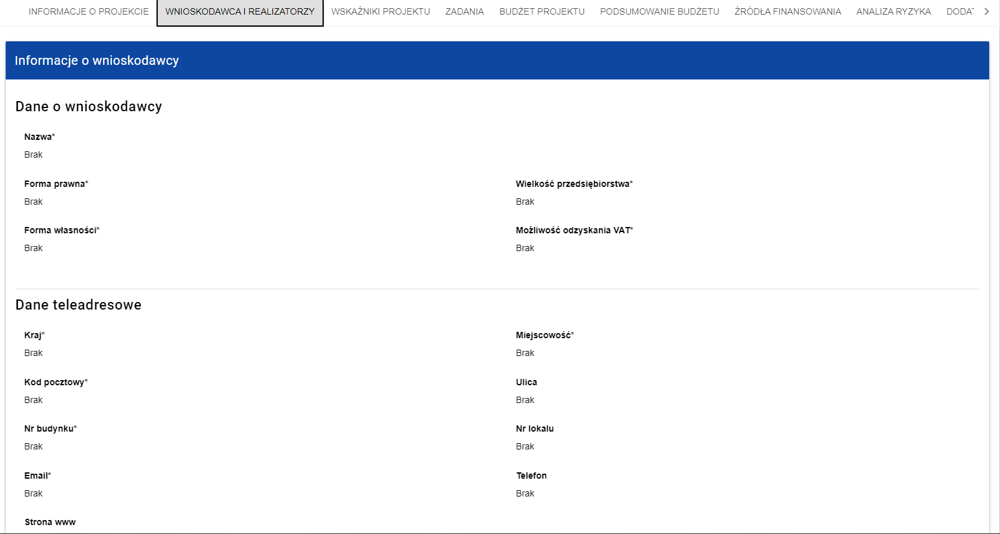 INFORMACJE O PROJEKCIE WNIOSKODAWCA I REALIZATORZY WSKAŹNIKI PROJEKTU ZADANIA BUDŻET PROJEKTU PODSUMOWANIE BUDŻETU ŹRÓDŁA FINANSOWANIA ANALIZA RYZYKA
Informacje o wnioskodawcy
Dane o wnioskodawcy
Nazwa*
Brak
Forma prawna* Wielkość przedsiębiorstwa*
Brak Brak
Forma własności* Możliwość odzyskania VAT*
Brak Brak
Dane teleadresowe
Kraj* Miejscowość*
Brak Brak
Kod pocztowy* Ulica
Brak Brak
Nr budynku* Nr lokalu
Brak Brak
Email* Telefon
Brak Brak
Strona www